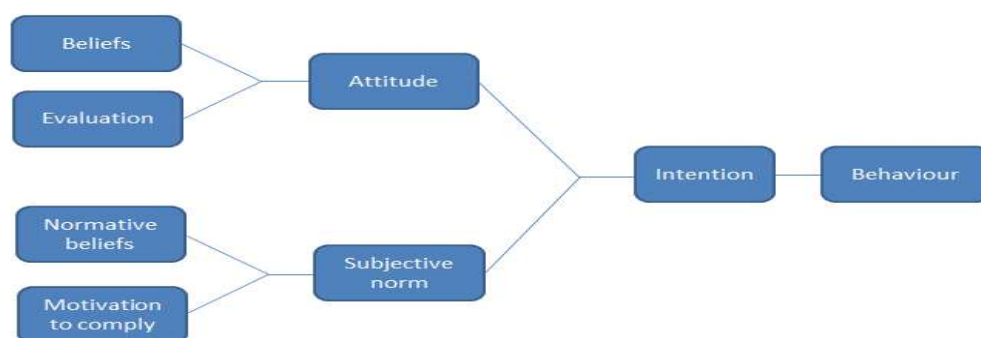 Beliefs
Evaluation
Attitude
Normative
beliefs
Motivation
to comply
Subjective
norm
Intention
Behaviour